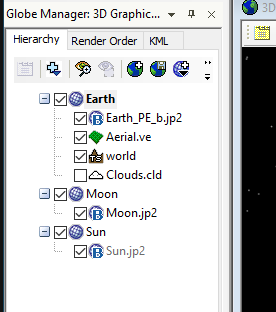 Globe Manager: 3D Graphic...
3D
Hierarchy Render Order KML
Earth
Earth_PE_b.jp2
Aerial.ve
TS world
Clouds.cld
Moon
B Moon.jp2
Sun
B Sun.jp2